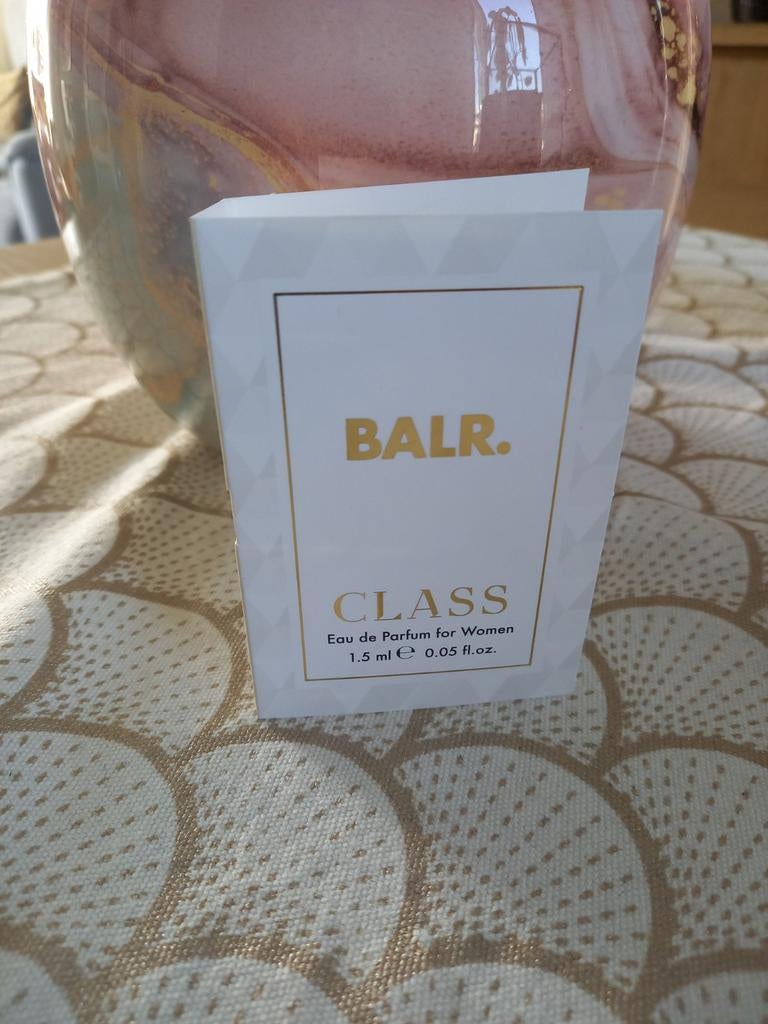 BALR.
CLASS
Eau de Parfum for Women
1.5 ml ℮ 0.05 fl.oz.